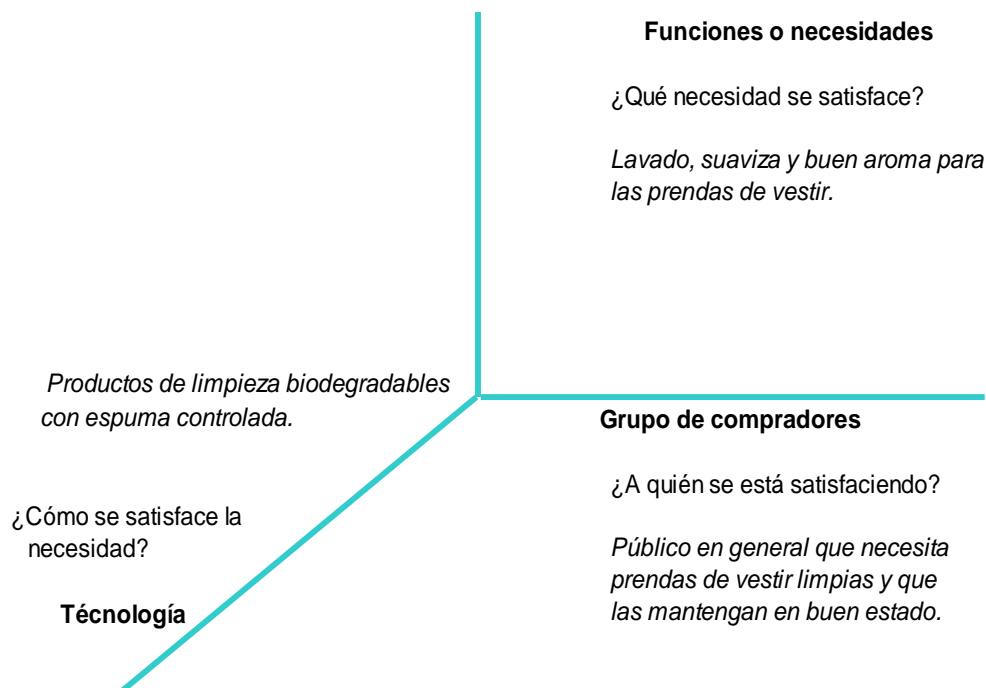 Funciones o necesidades
¿Qué necesidad se satisface?
Lavado, suaviza y buen aroma para
las prendas de vestir.
Productos de limpieza biodegradables
con espuma controlada.
¿Cómo se satisface la
necesidad?
Técnología
Grupo de compradores
¿A quién se está satisfaciendo?
Público en general que necesita
prendas de vestir limpias y que
las mantengan en buen estado.